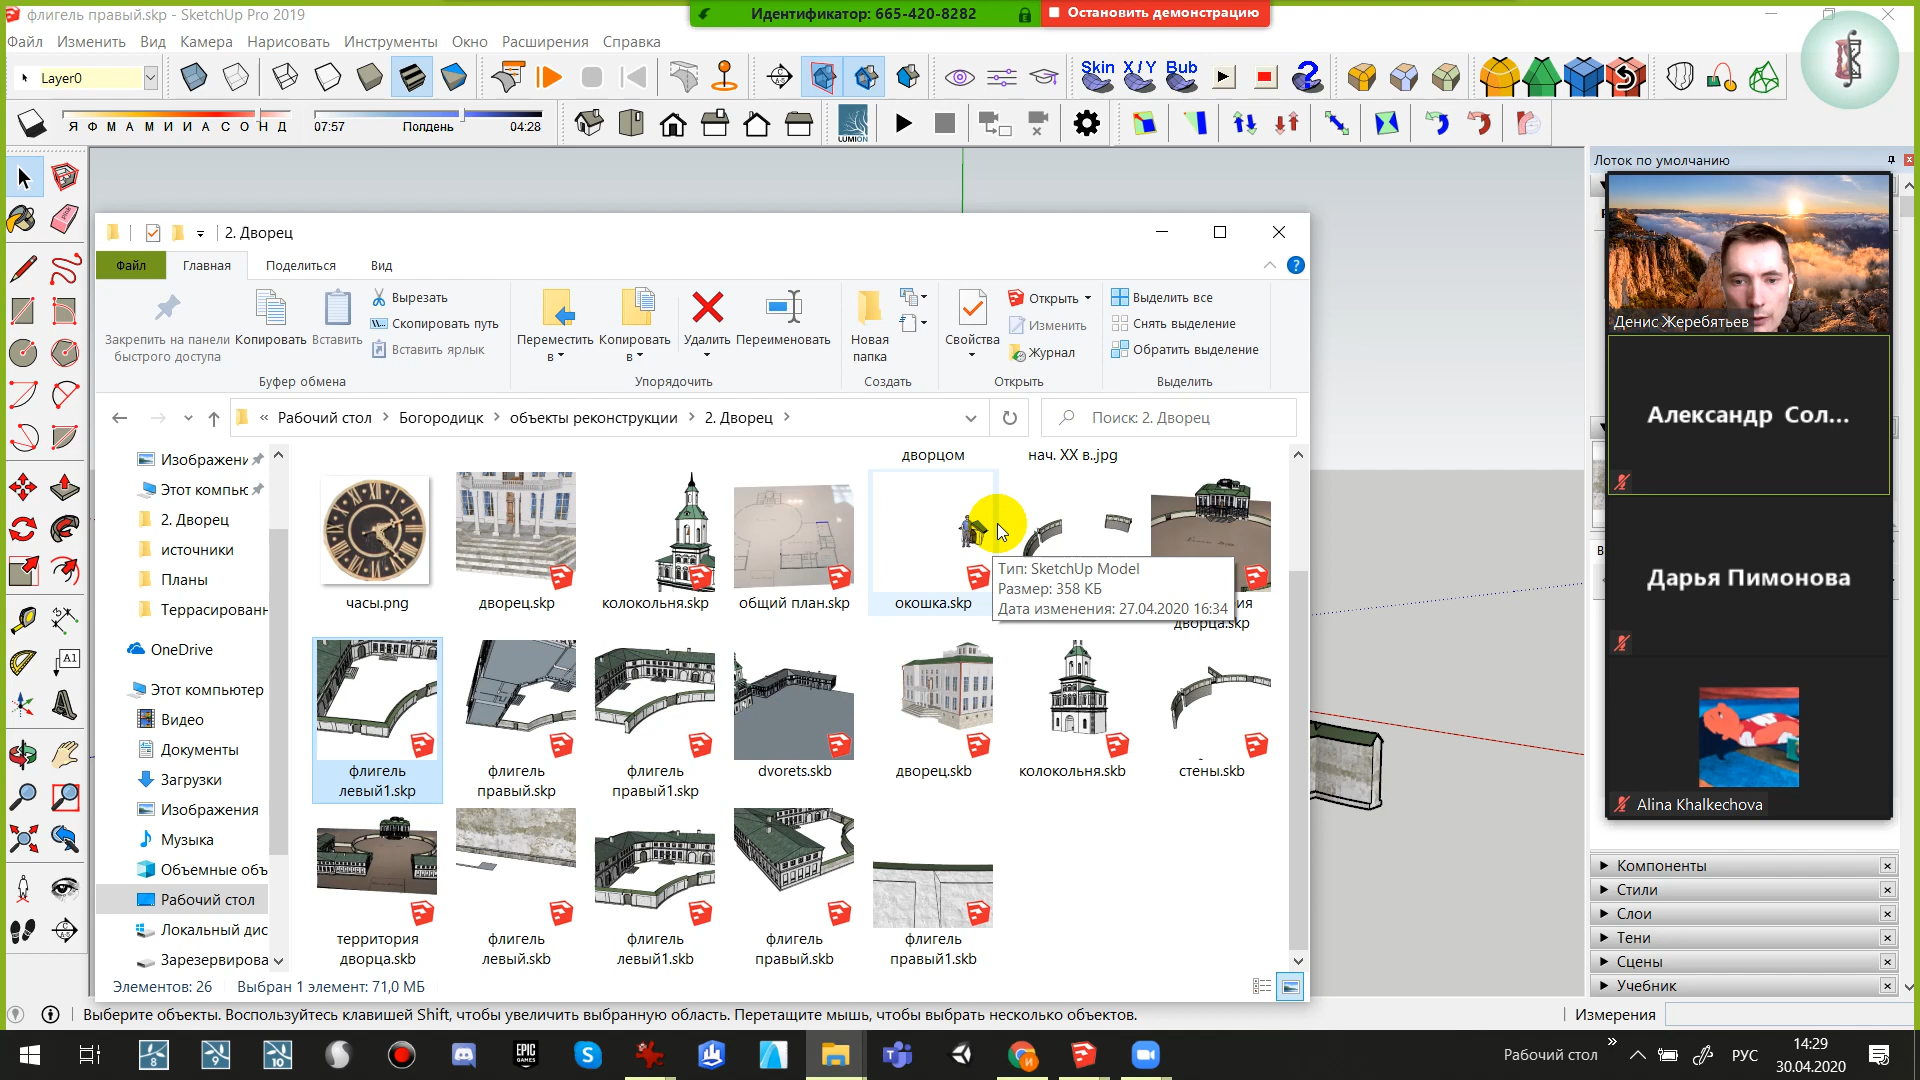 флигель правый.skp - SketchUp Pro 2019
Идентификатор: 665-420-8282
Остановить демонстрацию
Файл Изменить Вид Камера Нарисовать Инструменты Окно Расширения Справка
Layer0
Skin X/Y Bub
Я Ф М А М И И А С О Н Д
07:57 Полдень 04:28
LUMION
Лоток по умолчанию
2. Дворец
Файл Главная Поделиться Вид
Закрепить на панели быстрого доступа
Копировать
Вставить
Вырезать
Скопировать путь
Вставить ярлык
Переместить в
Копировать в
Удалить
Переименовать
Новая папка
Свойства
Открыть
Изменить
Журнал
Выделить все
Снять выделение
Обратить выделение
Буфер обмена
Упорядочить
Создать
Открыть
Выделить
« Рабочий стол > Богородицк > объекты реконструкции > 2. Дворец >
Поиск: 2. Дворец
Изображени
Этот компьк
2. Дворец
источники
Планы
Террасированн
OneDrive
Этот компьютер
Видео
Документы
Загрузки
Изображения
Музыка
Объемные объ
Рабочий стол
Локальный дис
Зарезервирова
дворцом
нач. XX в..jpg
часы.png
дворец.skp
колокольня.skp
общий план.skp
окошка.skp
ия
дворца.skp
Тип: SketchUp Model
Размер: 358 КБ
Дата изменения: 27.04.2020 16:34
флигель левый1.skp
флигель правый.skp
флигель правый1.skp
dvorets.skb
дворец.skb
колокольня.skb
стены.skb
территория дворца.skb
флигель левый.skb
флигель левый1.skb
флигель правый.skb
флигель правый1.skb
Элементов: 26 Выбран 1 элемент: 71,0 МБ
Денис Жеребятьев
Александр Сол...
Дарья Пимонова
Alina Khalkechova
Компоненты
Стили
Слои
Тени
Сцены
Учебник
Выберите объекты. Воспользуйтесь клавишей Shift, чтобы увеличить выбранную область. Перетащите мышь, чтобы выбрать несколько объектов.
Измерения
8
9
10
EPIC GAMES
Рабочий стол
РУС
14:29
30.04.2020